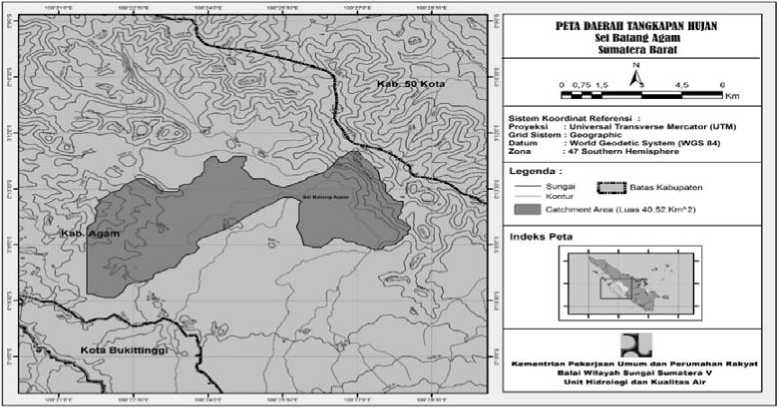 PETA DAERAH TANGKAPAN HUJAN
Sei Batang Agam
Sumatera Barat
N
0 0,75 1,5 3 4,5 6
Km
Sistem Koordinat Referensi :
Proyeksi : Universal Transverse Mercator (UTM)
Grid Sistem : Geographic
Datum : World Geodetic System (WGS 84)
Zona : 47 Southern Hemisphere
Legenda :
Sungai
Batas Kabupaten
Kontur
Catchment Area (Luas 40.52 Km^2)
Indeks Peta
Kementrian Pekerjaan Umum dan Perumahan Rakyat
Balai Wilayah Sungai Sumatera V
Unit Hidrologi dan Kualitas Air
Kab. 50 Kota
Sei Batang Agam
Kab. Agam
Kota Bukittinggi